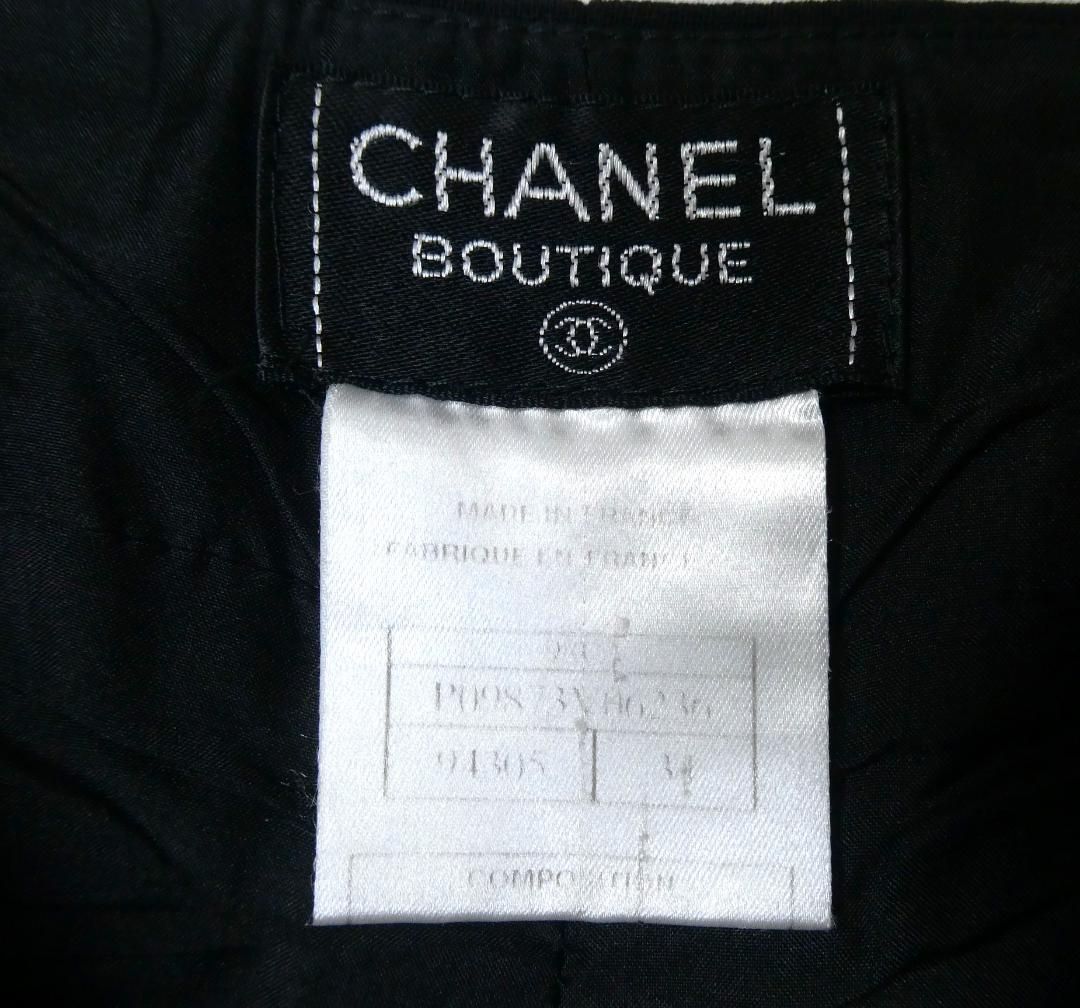 CHANEL
BOUTIQUE
MADE IN FRANCE
FABRIQUE EN FRANCE
P09873V06236
94305 34
COMPOSITION